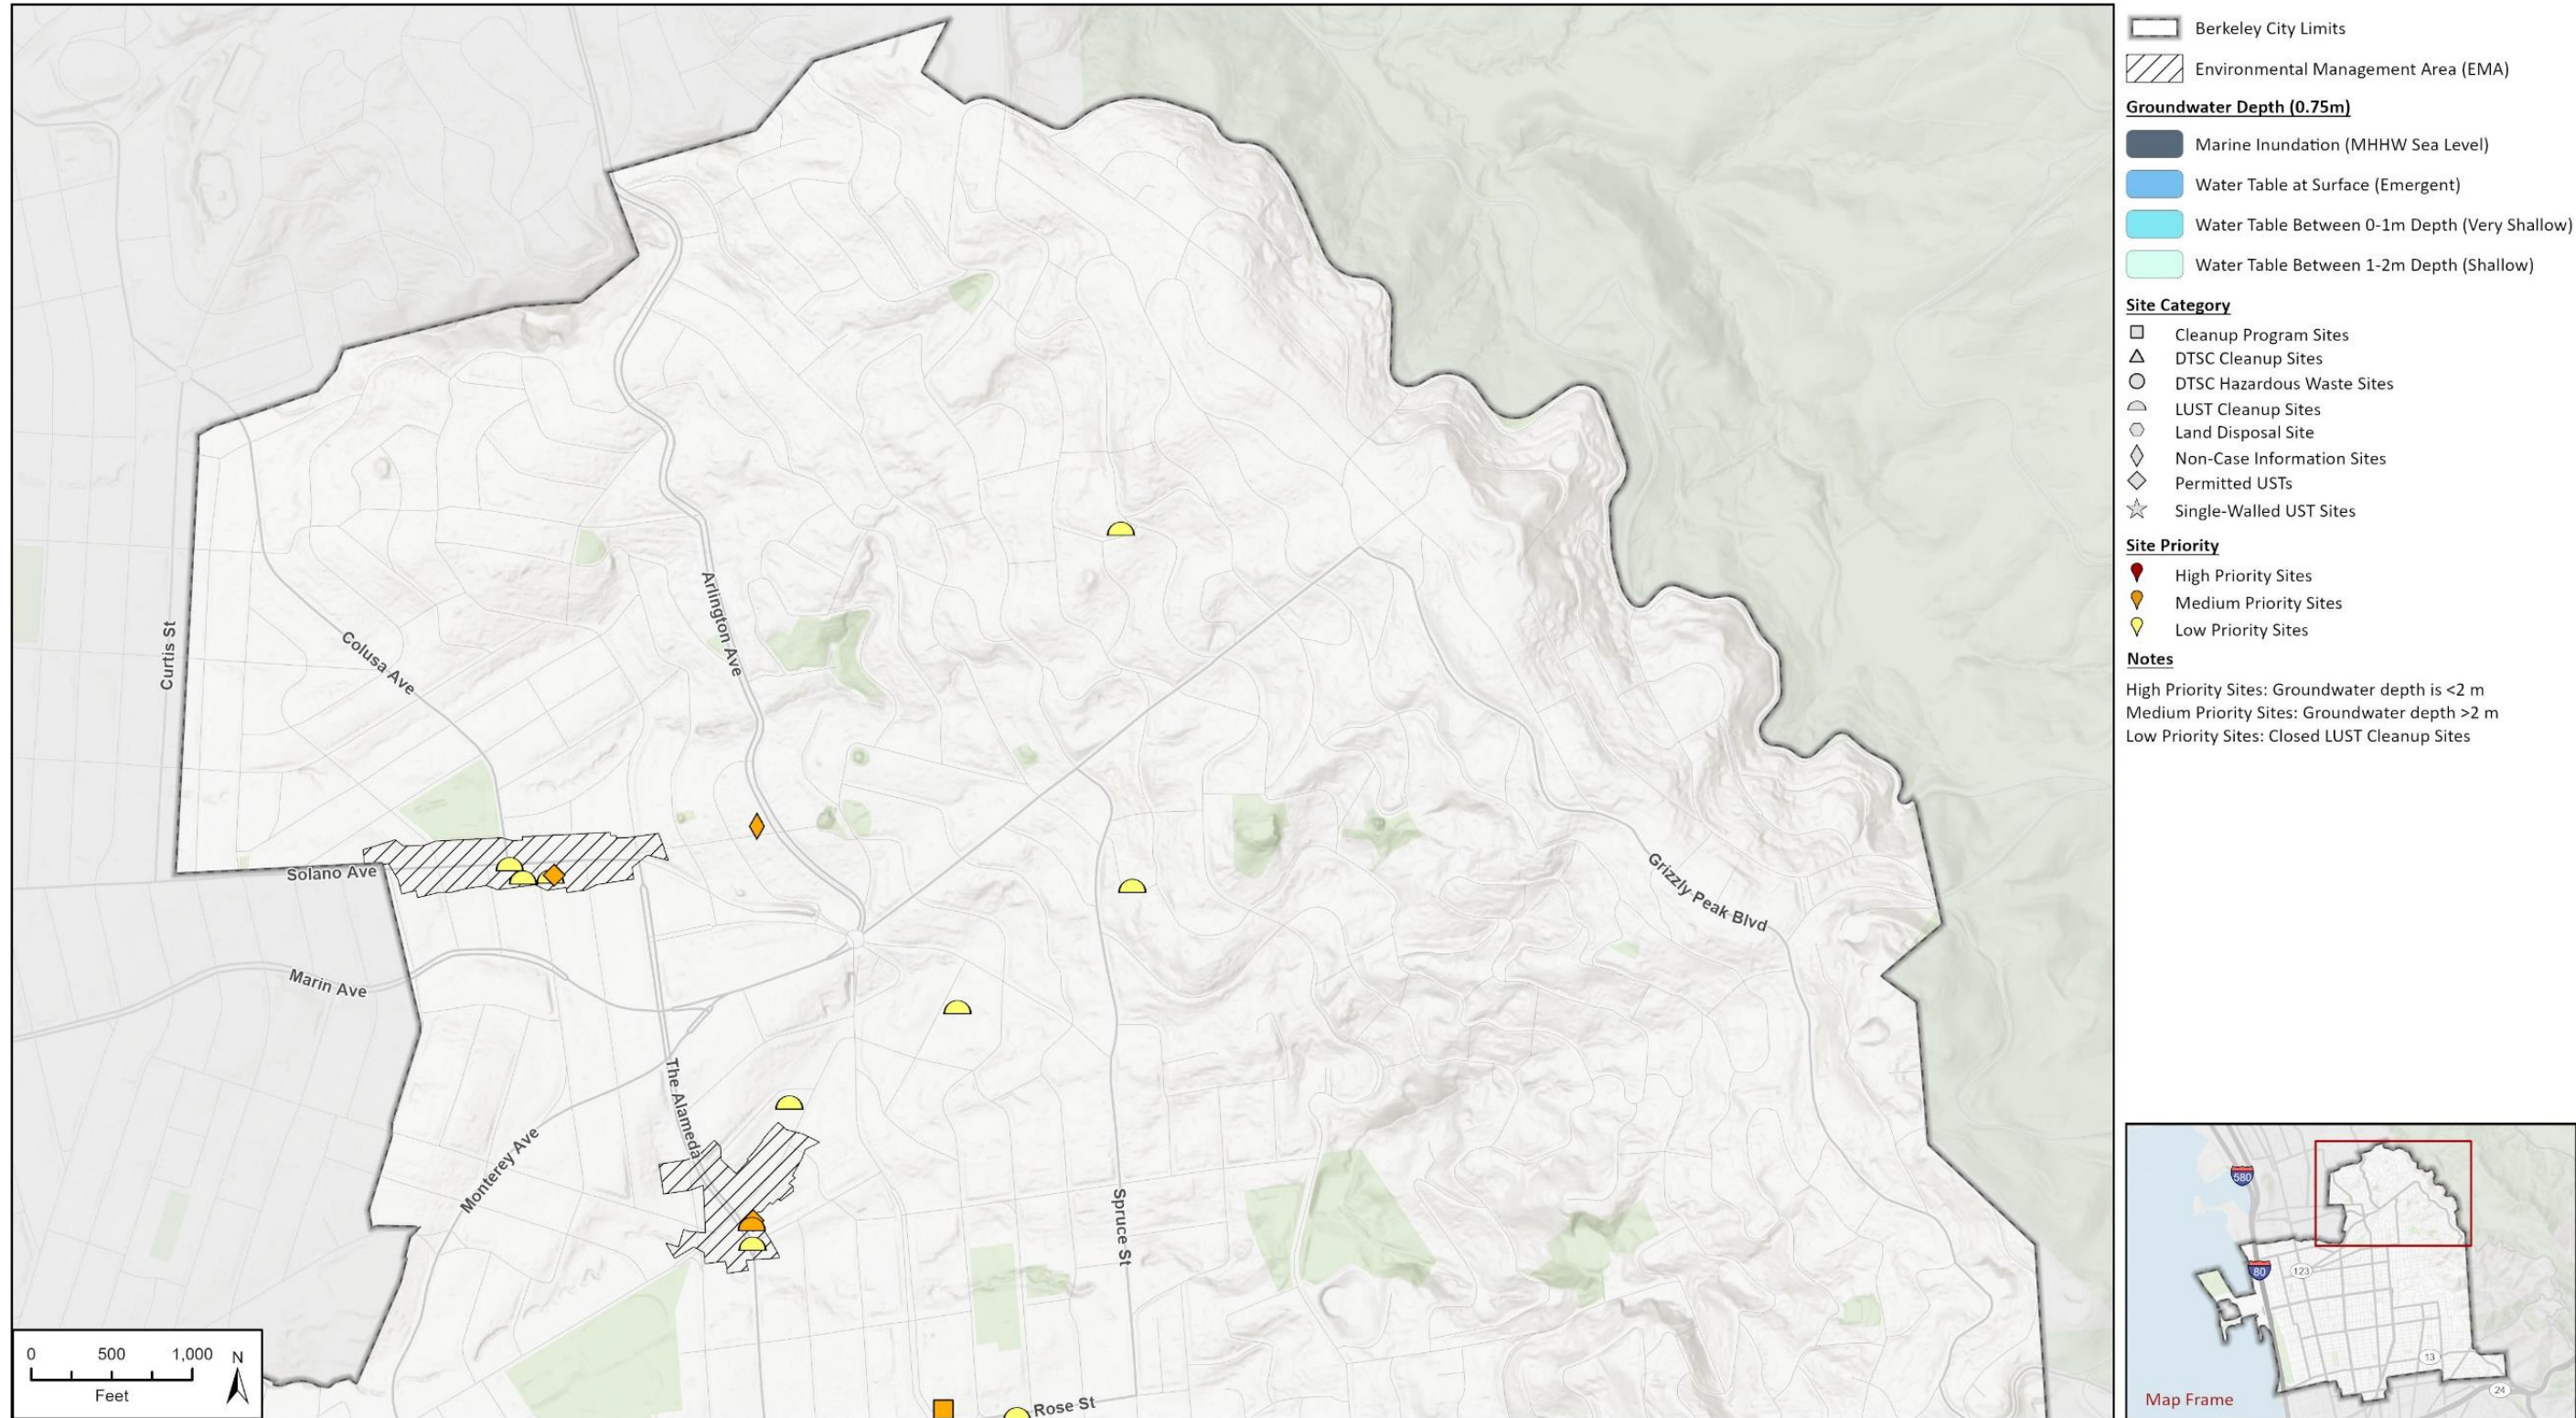 Curtis St
Colusa Ave
Arlington Ave
Solano Ave
Marin Ave
The Alameda
Monterey Ave
Spruce St
Grizzly Peak Blvd
Rose St
0 500 1,000 N
Feet
Berkeley City Limits
Environmental Management Area (EMA)
Groundwater Depth (0.75m)
Marine Inundation (MHHW Sea Level)
Water Table at Surface (Emergent)
Water Table Between 0-1m Depth (Very Shallow)
Water Table Between 1-2m Depth (Shallow)
Site Category
Cleanup Program Sites
DTSC Cleanup Sites
DTSC Hazardous Waste Sites
LUST Cleanup Sites
Land Disposal Site
Non-Case Information Sites
Permitted USTs
Single-Walled UST Sites
Site Priority
High Priority Sites
Medium Priority Sites
Low Priority Sites
Notes
High Priority Sites: Groundwater depth is <2 m
Medium Priority Sites: Groundwater depth >2 m
Low Priority Sites: Closed LUST Cleanup Sites
580
80
123
13
24
Map Frame